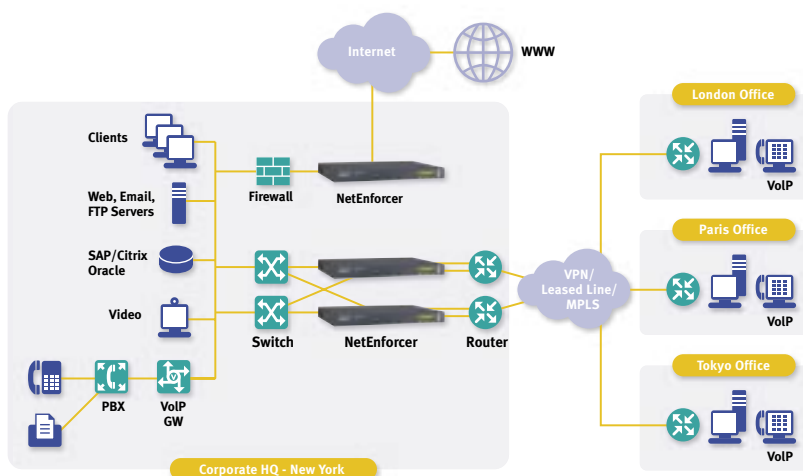 Internet
WWW
London Office
Clients
Firewall
NetEnforcer
VoIP
Web, Email,
FTP Servers
Paris Office
SAP/Citrix
Oracle
VPN/
Leased Line/
MPLS
Video
Switch
NetEnforcer
Router
VoIP
Tokyo Office
PBX
VoIP
GW
V
VoIP
Corporate HQ - New York